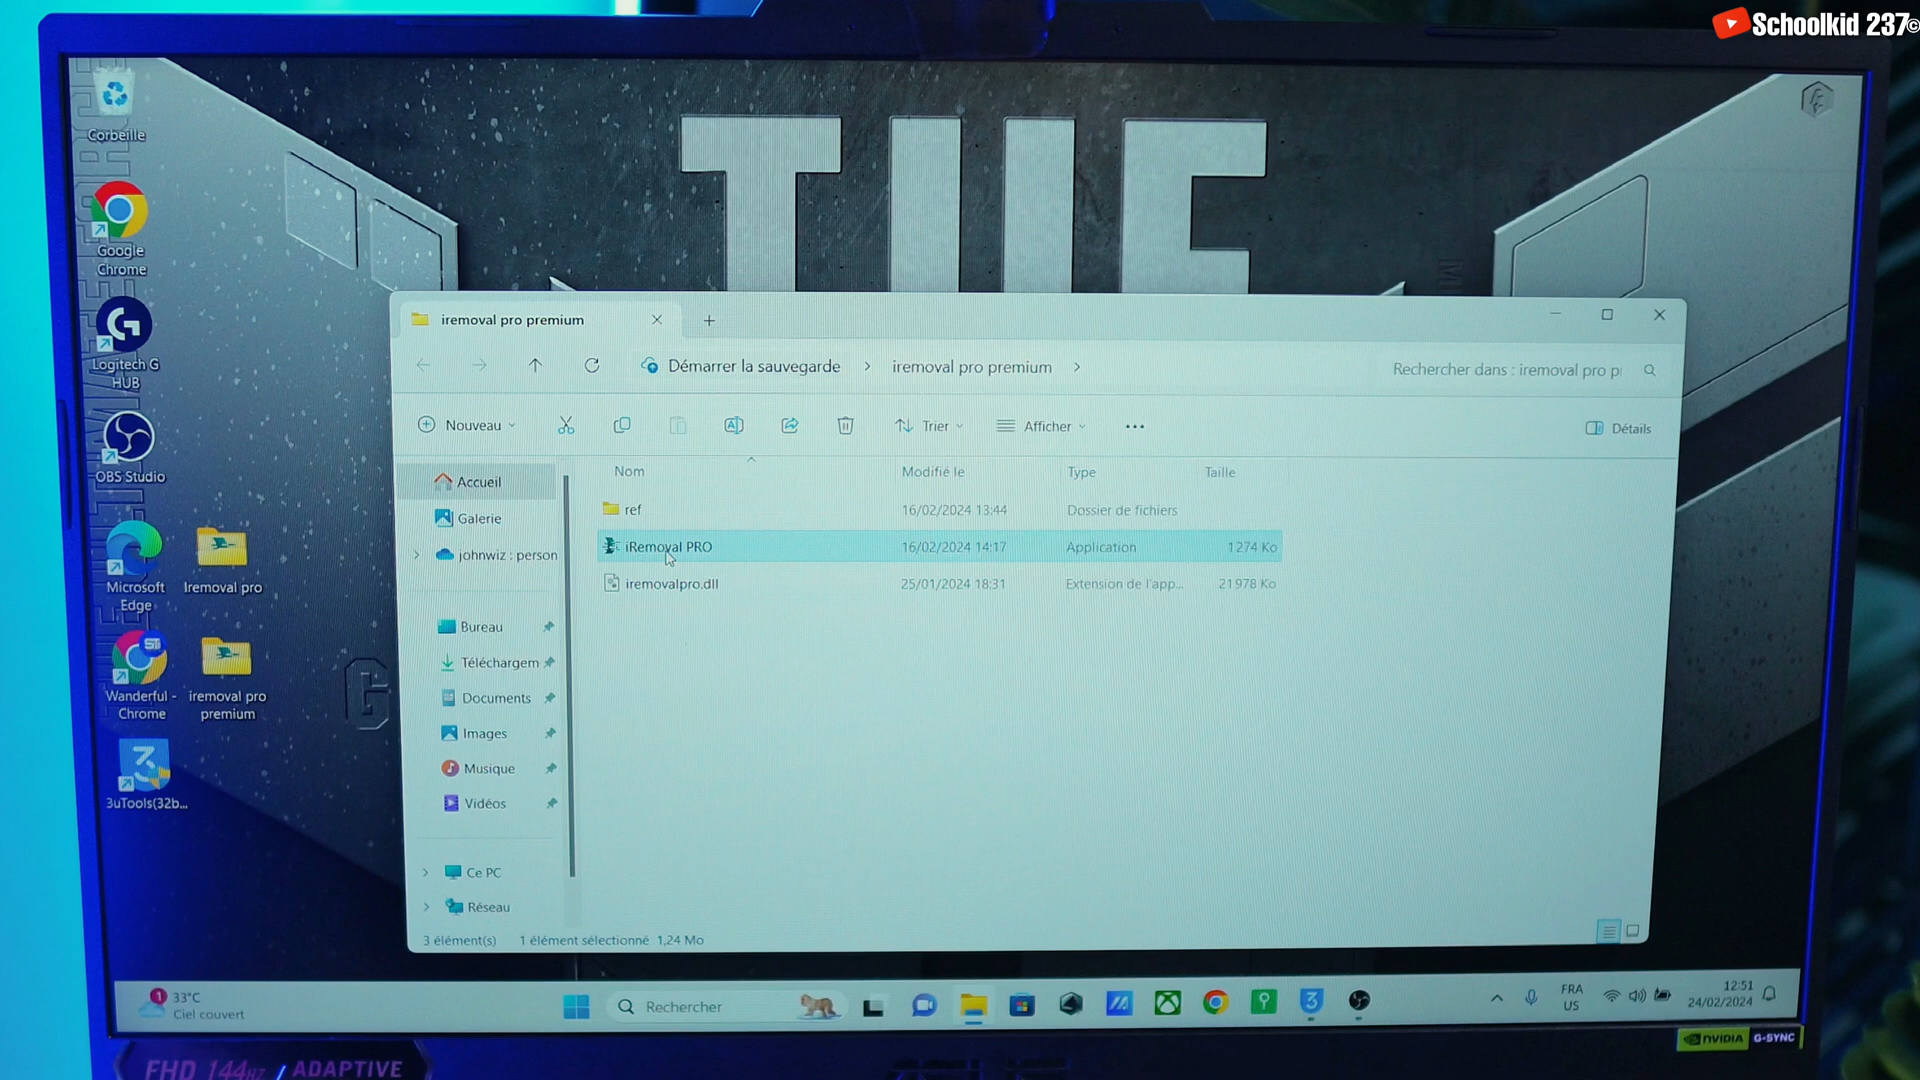 Schoolkid 237©
THE
Corbeille
Google
Chrome
Logitech G
HUB
OBS Studio
Microsoft
Edge
Iremoval pro
Wanderful -
Chrome
iremoval pro
premium
3uTools(32b...
iremoval pro premium
Démarrer la sauvegarde > iremoval pro premium >
Rechercher dans : iremoval pro p
Nouveau
Trier
Afficher
Détails
Nom Modifié le Type Taille
ref 16/02/2024 13:44 Dossier de fichiers
iRemoval PRO 16/02/2024 14:17 Application 1274 Ko
iremovalpro.dll 25/01/2024 18:31 Extension de l'app... 21978 Ko
Accueil
Galerie
johnwiz : person
Bureau
Téléchargem
Documents
Images
Musique
Vidéos
Ce PC
Réseau
3 élément(s) 1 élément sélectionné 1,24 Mo
1
33°C
Ciel couvert
Rechercher
FRA
US
12:51
24/02/2024
NVIDIA G-SYNC
FHD 144HZ / ADAPTIVE